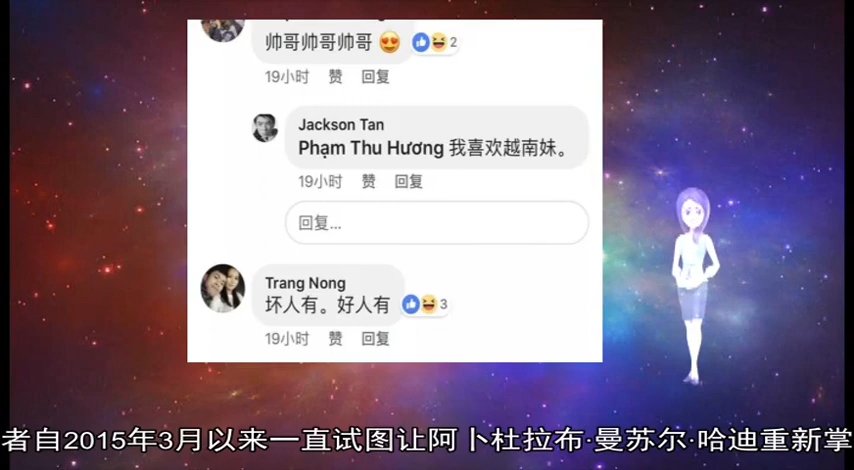 帅哥帅哥帅哥 2
19小时 赞 回复
Jackson Tan
Phạm Thu Hương 我喜欢越南妹。
19小时 赞 回复
回复...
Trang Nong
坏人有。好人有 3
19小时 赞 回复
者自2015年3月以来一直试图让阿卜杜拉布·曼苏尔·哈迪重新掌